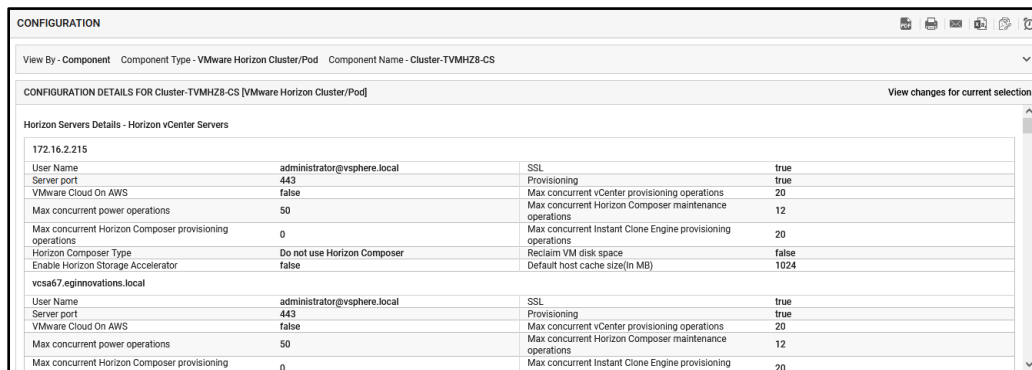 CONFIGURATION
View By - Component Component Type - VMware Horizon Cluster/Pod Component Name - Cluster-TVMHZ8-CS
CONFIGURATION DETAILS FOR Cluster-TVMHZ8-CS [VMware Horizon Cluster/Pod] View changes for current selection
Horizon Servers Details - Horizon vCenter Servers
172.16.2.215
User Name administrator@vsphere.local SSL true
Server port 443 Provisioning true
VMware Cloud On AWS false Max concurrent vCenter provisioning operations 20
Max concurrent power operations 50 Max concurrent Horizon Composer maintenance
operations 12
Max concurrent Horizon Composer provisioning
operations 0 Max concurrent Instant Clone Engine provisioning
operations 20
Horizon Composer Type Do not use Horizon Composer Reclaim VM disk space false
Enable Horizon Storage Accelerator false Default host cache size(In MB) 1024
vcsa67.eginnovations.local
User Name administrator@vsphere.local SSL true
Server port 443 Provisioning true
VMware Cloud On AWS false Max concurrent vCenter provisioning operations 20
Max concurrent power operations 50 Max concurrent Horizon Composer maintenance
operations 12
Max concurrent Horizon Composer provisioning 0 Max concurrent Instant Clone Engine provisioning 20